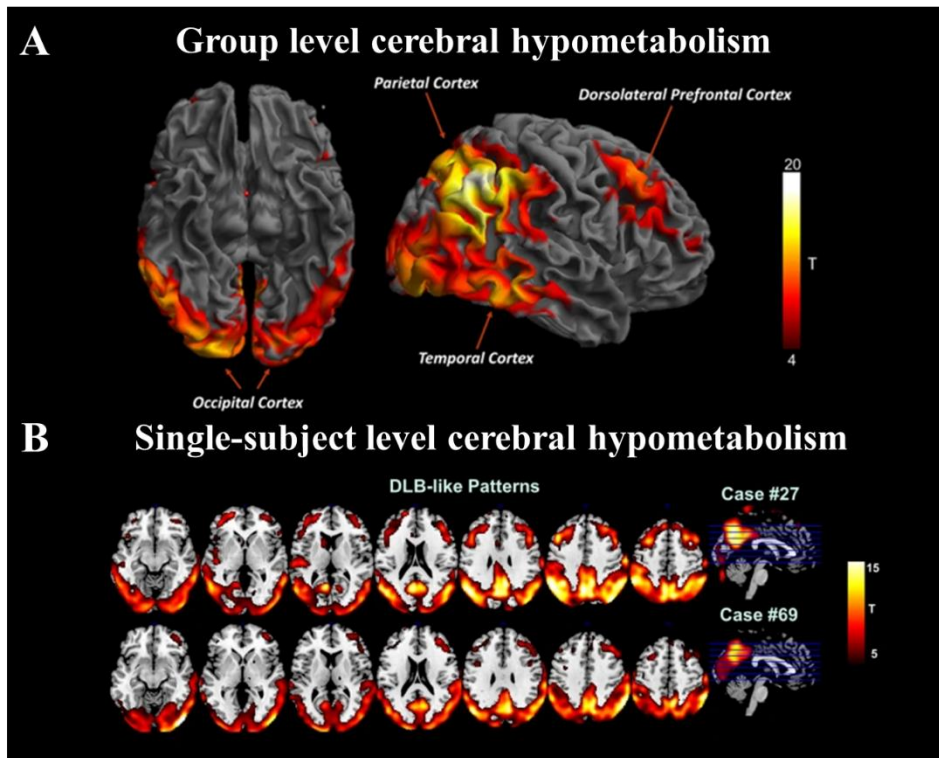 A Group level cerebral hypometabolism
Parietal Cortex
Dorsolateral Prefrontal Cortex
20
T
4
Temporal Cortex
Occipital Cortex
B Single-subject level cerebral hypometabolism
DLB-like Patterns
Case #27
15
T
5
Case #69